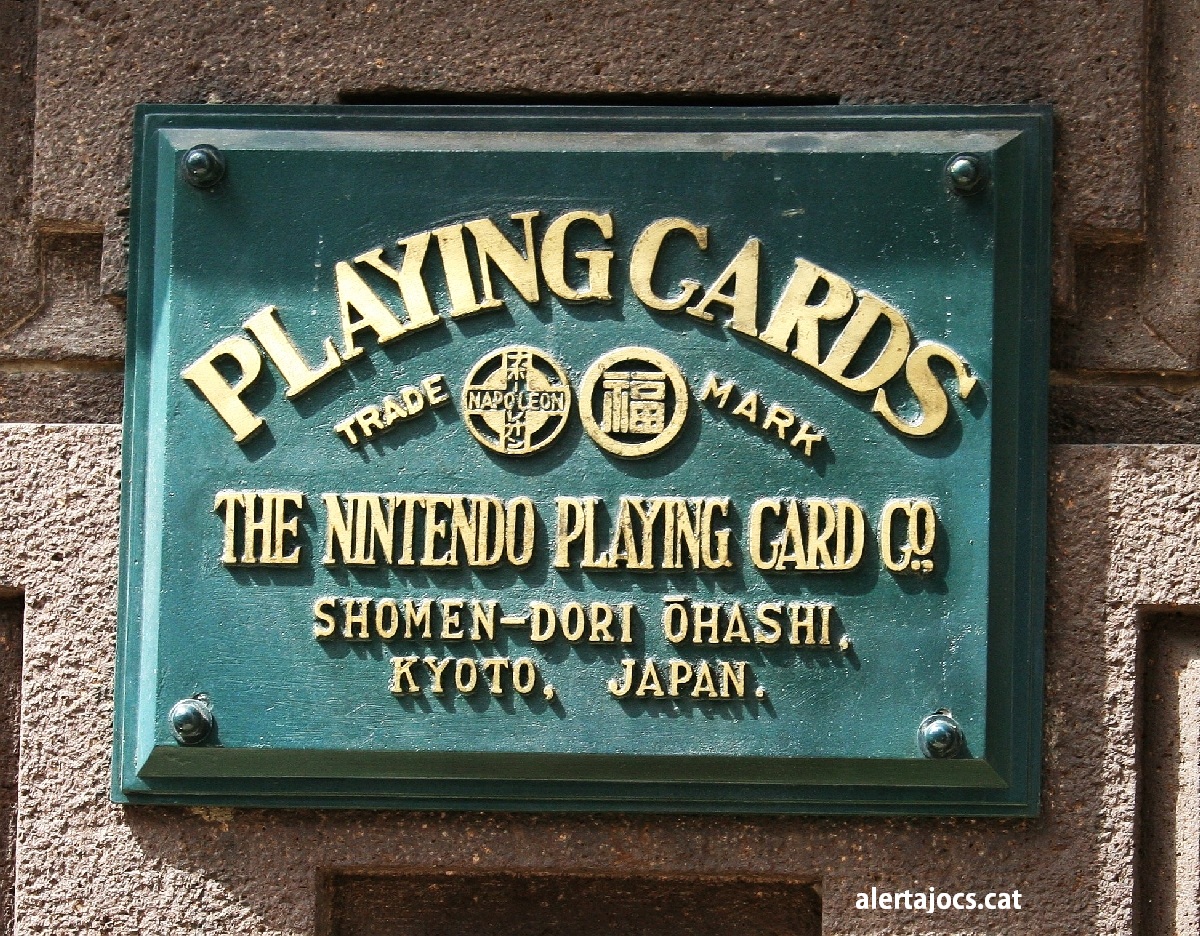 PLAYING CARDS
TRADE NAPOLEON 福 MARK
THE NINTENDO PLAYING CARD Co.,
SHOMEN-DORI ŌHASHI,
KYOTO, JAPAN.
alertajocs.cat